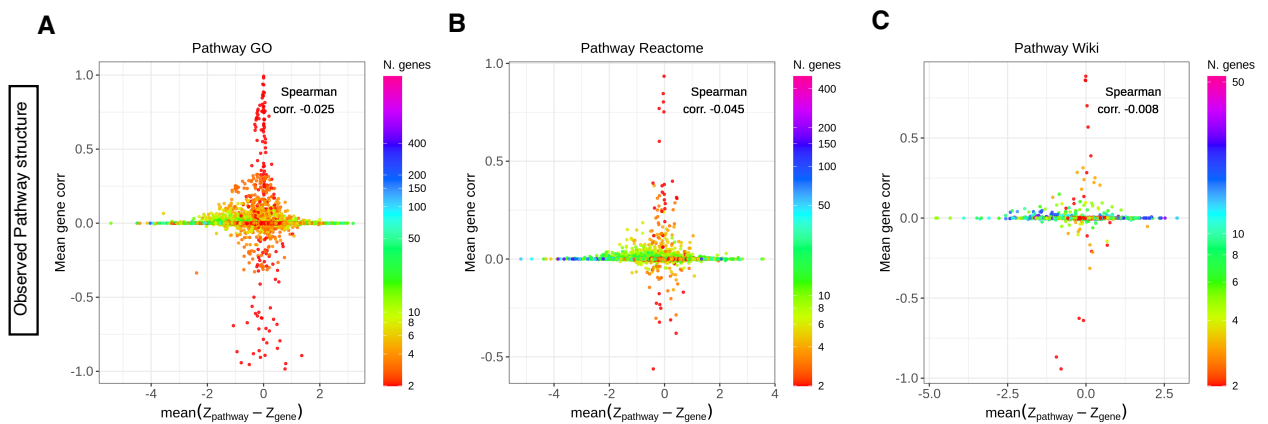 A
B
C
Observed Pathway structure
Pathway GO
N. genes
Mean gene corr
1.0
0.5
0.0
-0.5
-1.0
Spearman
corr. -0.025
400
200
150
100
50
10
8
6
4
2
-4
-2
0
2
mean(Zpathway − Zgene)
Pathway Reactome
N. genes
Mean gene corr
1.0
0.5
0.0
-0.5
Spearman
corr. -0.045
400
200
150
100
50
10
8
6
4
2
-4
-2
0
2
4
mean(Zpathway − Zgene)
Pathway Wiki
N. genes
Mean gene corr
0.5
0.0
-0.5
-1.0
Spearman
corr. -0.008
50
10
8
6
4
2
-5.0
-2.5
0.0
2.5
mean(Zpathway − Zgene)